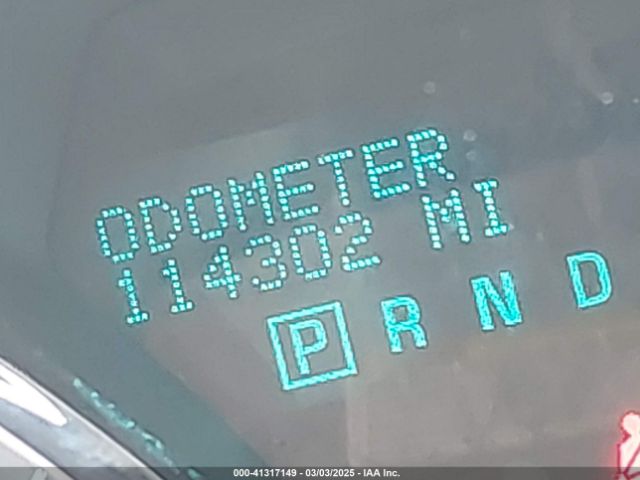 ODOMETER
114302 MI
P R N D
000-41317149 - 03/03/2025 - IAA Inc.